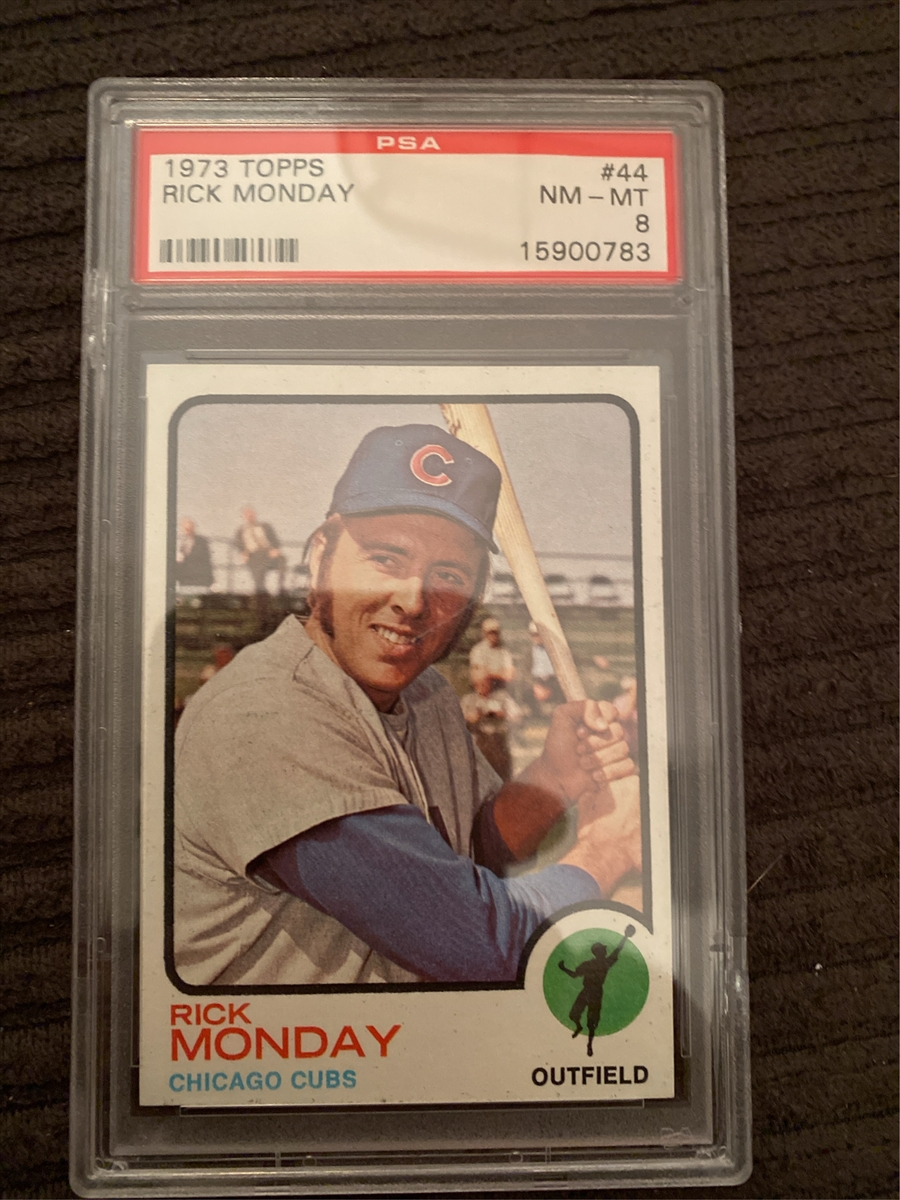 PSA
1973 TOPPS #44
RICK MONDAY NM - MT
8
15900783
C
RICK
MONDAY
CHICAGO CUBS
OUTFIELD